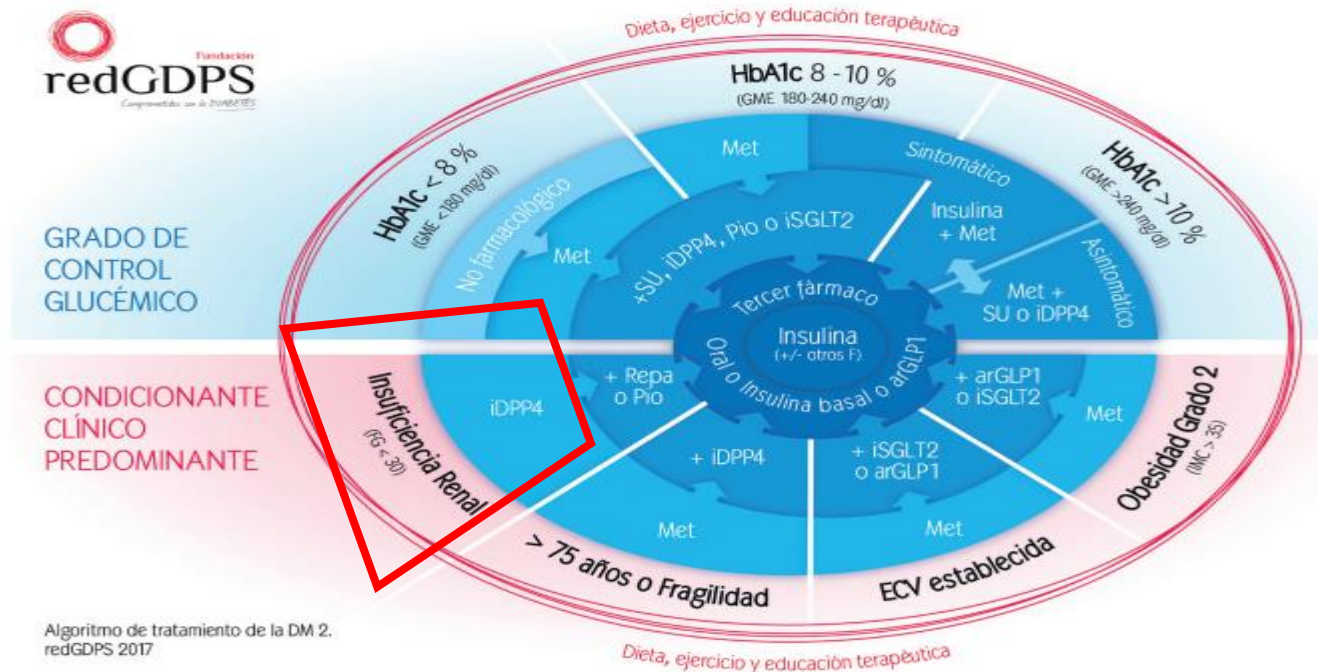 Fundación
redGDPS
Comprometidos con la DIABETES
Dieta, ejercicio y educación terapéutica
GRADO DE
CONTROL
GLUCÉMICO
HbA1c < 8 %
(GME <180 mg/dl)
HbA1c 8 - 10 %
(GME 180-240 mg/dl)
HbA1c > 10 %
(GME >240 mg/dl)
No farmacológico
Met
Met
+SU, iDPP4, Pio o iSGLT2
Sintomático
Insulina
+ Met
Asintomático
Met +
SU o iDPP4
Tercer fármaco
Insulina
(+/- otros F)
Oral o Insulina basal o arGLP1
CONDICIONANTE
CLÍNICO
PREDOMINANTE
Insuficiencia Renal
(FG < 30)
iDPP4
+ Repa
o Pio
> 75 años o Fragilidad
Met
+ iDPP4
ECV establecida
Met
+ iSGLT2
o arGLP1
Obesidad Grado 2
(IMC > 35)
Met
+ arGLP1
o iSGLT2
Dieta, ejercicio y educación terapéutica
Algoritmo de tratamiento de la DM 2.
redGDPS 2017